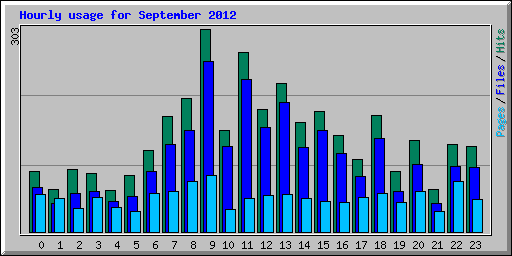 Hourly usage for September 2012
303
Pages / Files / Hits
0 1 2 3 4 5 6 7 8 9 10 11 12 13 14 15 16 17 18 19 20 21 22 23